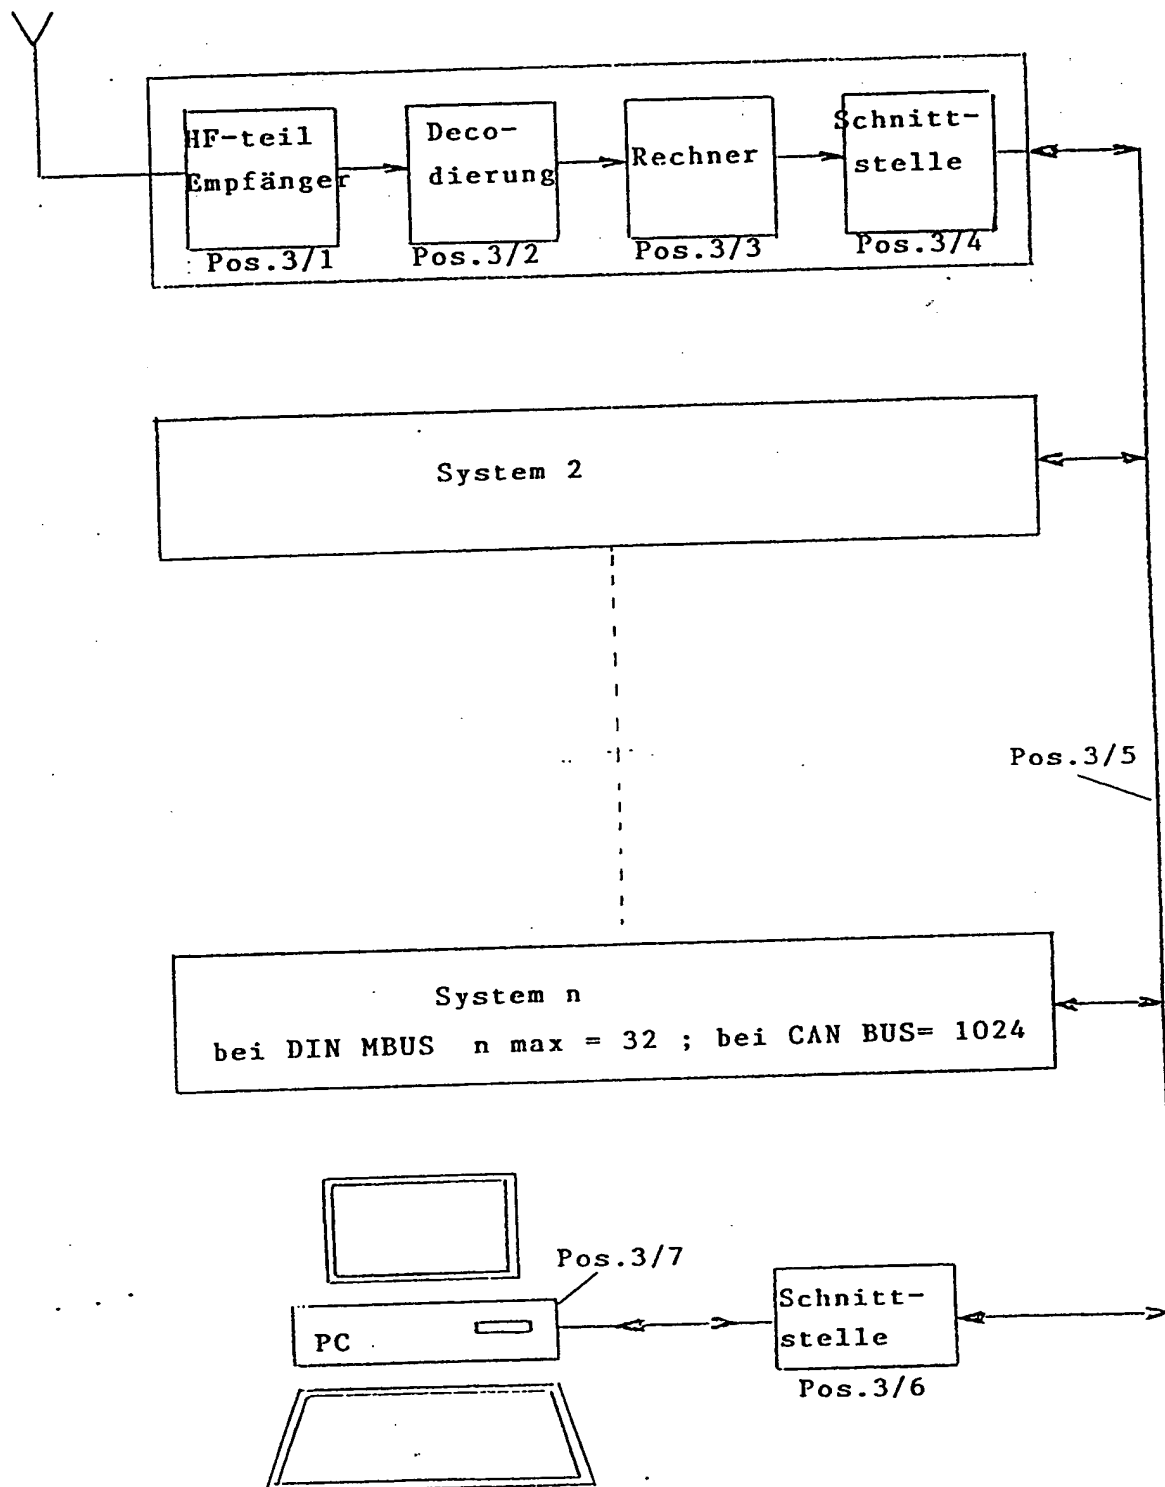 HF-teil
Empfänger
Pos.3/1
Deco-
dierung
Pos.3/2
Rechner
Pos.3/3
Schnitt-
stelle
Pos.3/4
System 2
Pos.3/5
System n
bei DIN MBUS n max = 32 ; bei CAN BUS= 1024
Pos.3/7
PC
Schnitt-
stelle
Pos.3/6